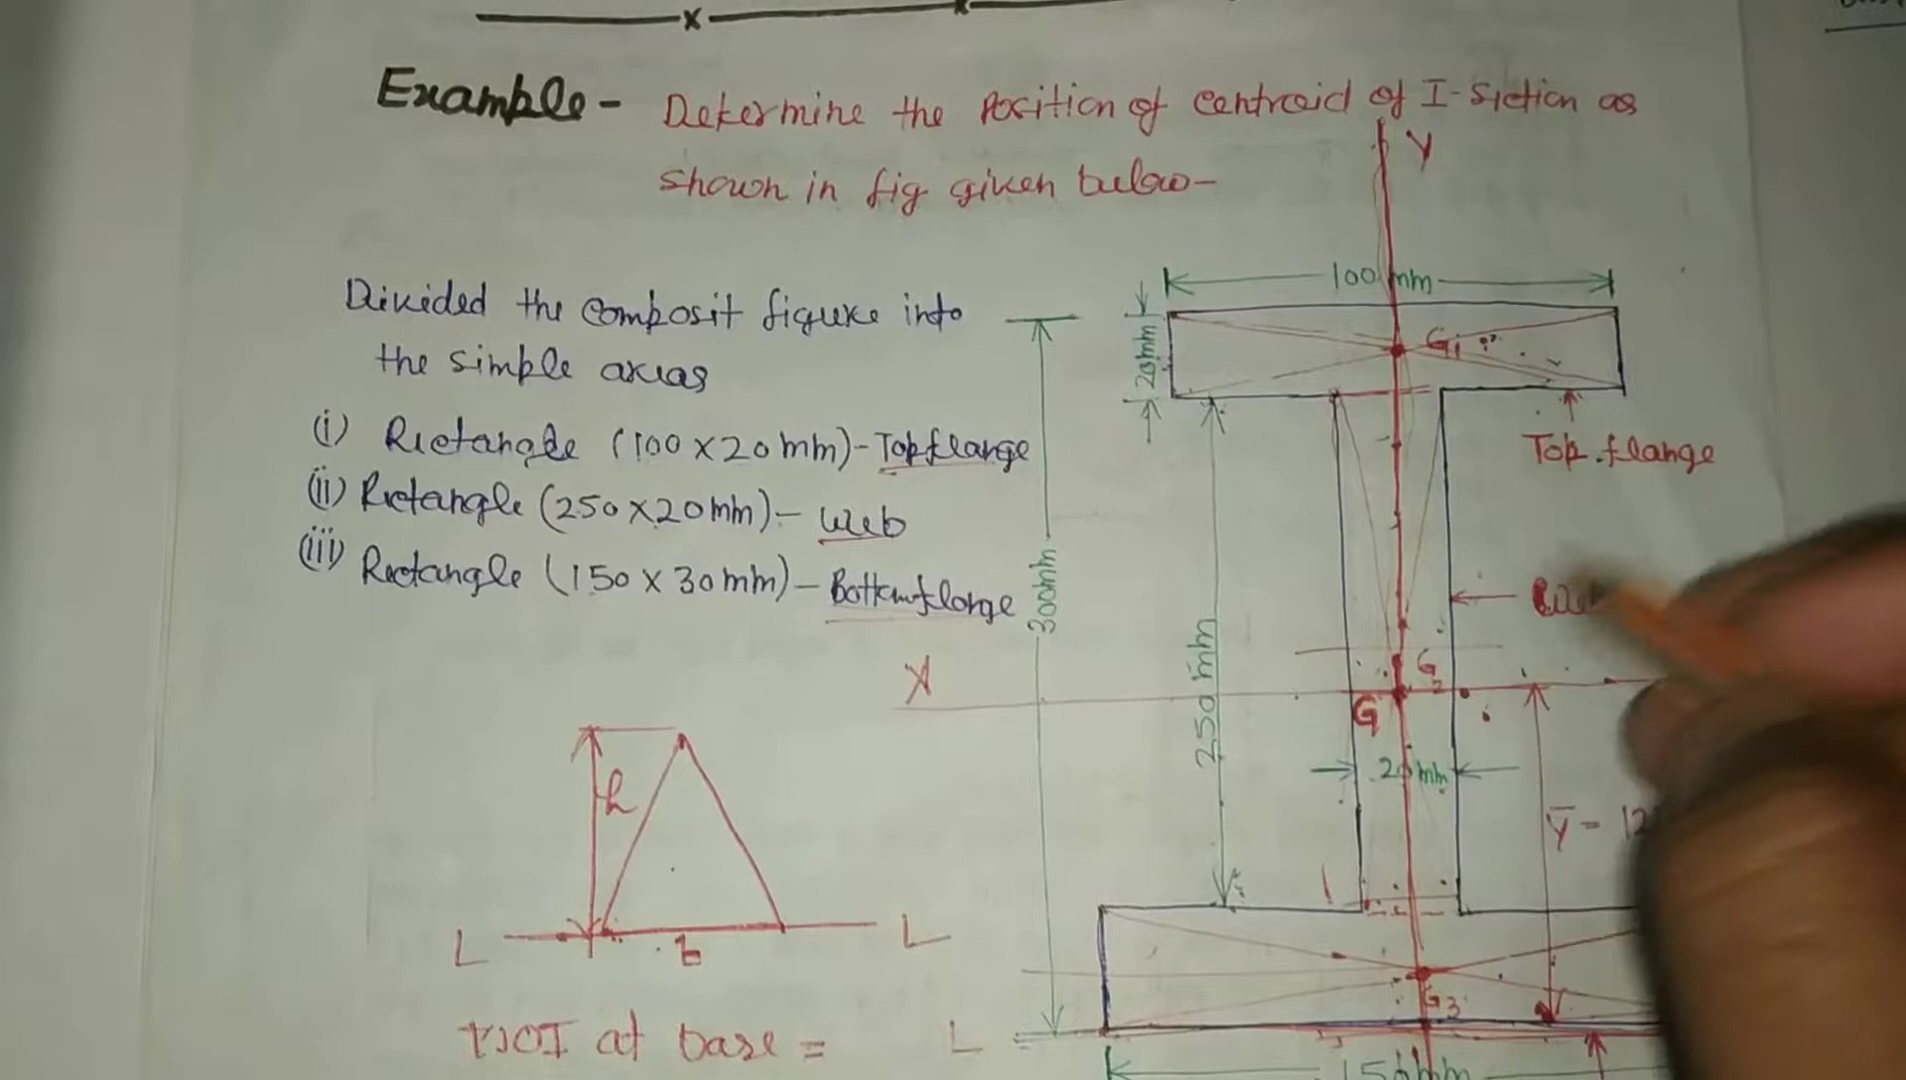 Example- Determine the Position of Centroid of I-Section as
shown in fig given below-
Y
Divided the Composit figure into
the simple areas
(i) Rectangle (100 x 20 mm)-Top flange
(ii) Rectangle (250 x 20 mm)- Web
(iii) Rectangle (150 x 30 mm)- Bottom flange
100 mm
20 mm
G1
Top flange
300 mm
250 mm
X
G2
G
20 mm
ȳ = 12
h
L
b
L
G3
MOI at base =
L
150 mm